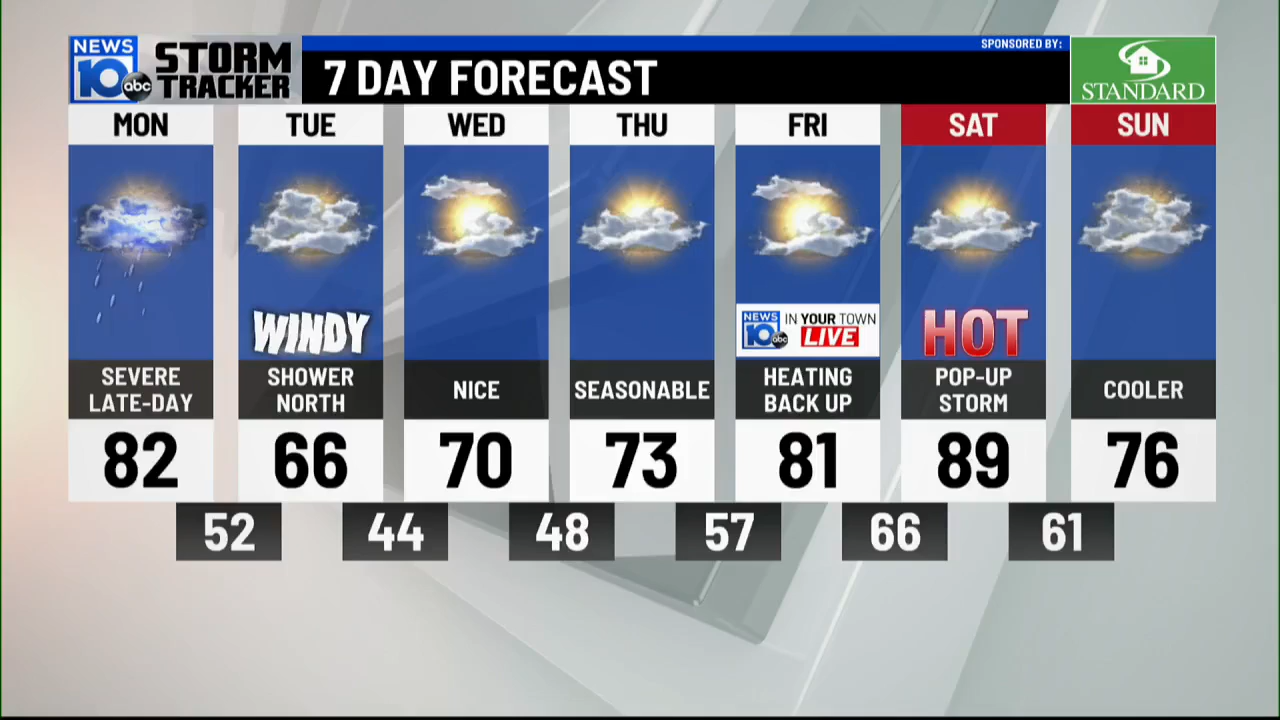 NEWS
10
abc
STORM
TRACKER
7 DAY FORECAST
SPONSORED BY:
STANDARD
MON
TUE
WED
THU
FRI
SAT
SUN
WINDY
NEWS
10
abc
IN YOUR TOWN
LIVE
HOT
SEVERE
LATE-DAY
SHOWER
NORTH
NICE
SEASONABLE
HEATING
BACK UP
POP-UP
STORM
COOLER
82
66
70
73
81
89
76
52
44
48
57
66
61